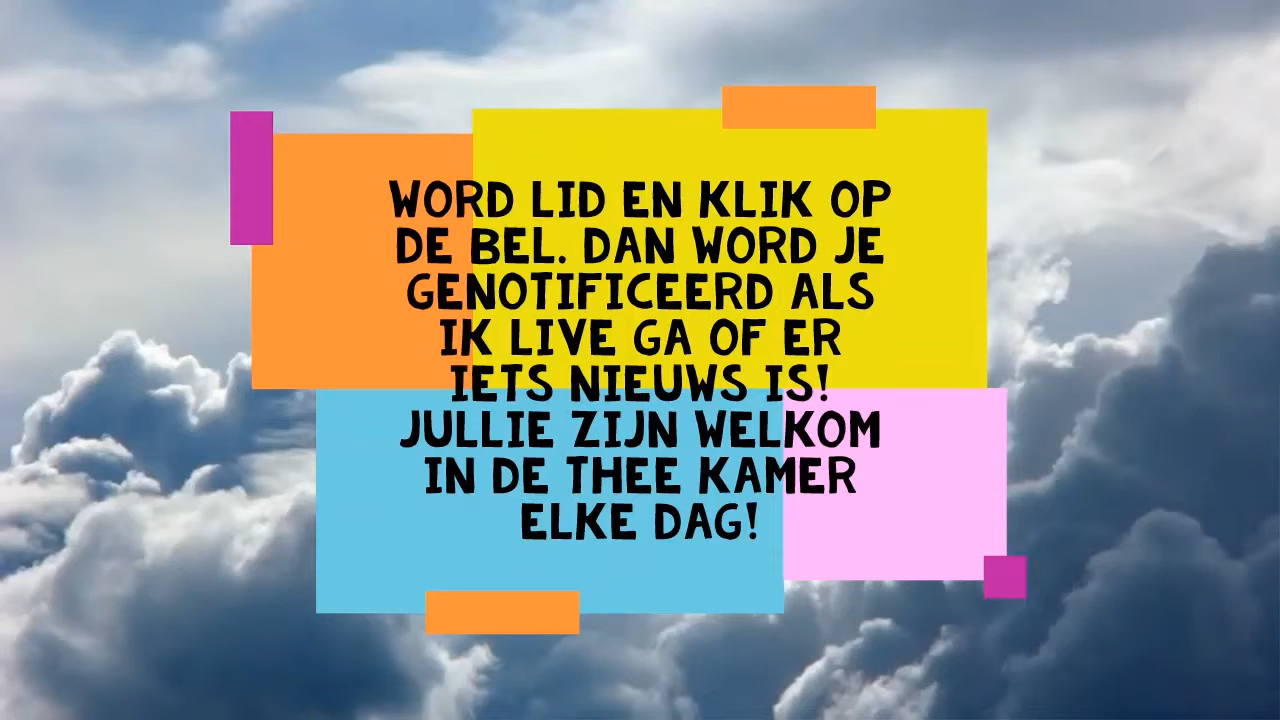 WORD LID EN KLIK OP
DE BEL. DAN WORD JE
GENOTIFICEERD ALS
IK LIVE GA OF ER
IETS NIEUWS IS!
JULLIE ZIJN WELKOM
IN DE THEE KAMER
ELKE DAG!